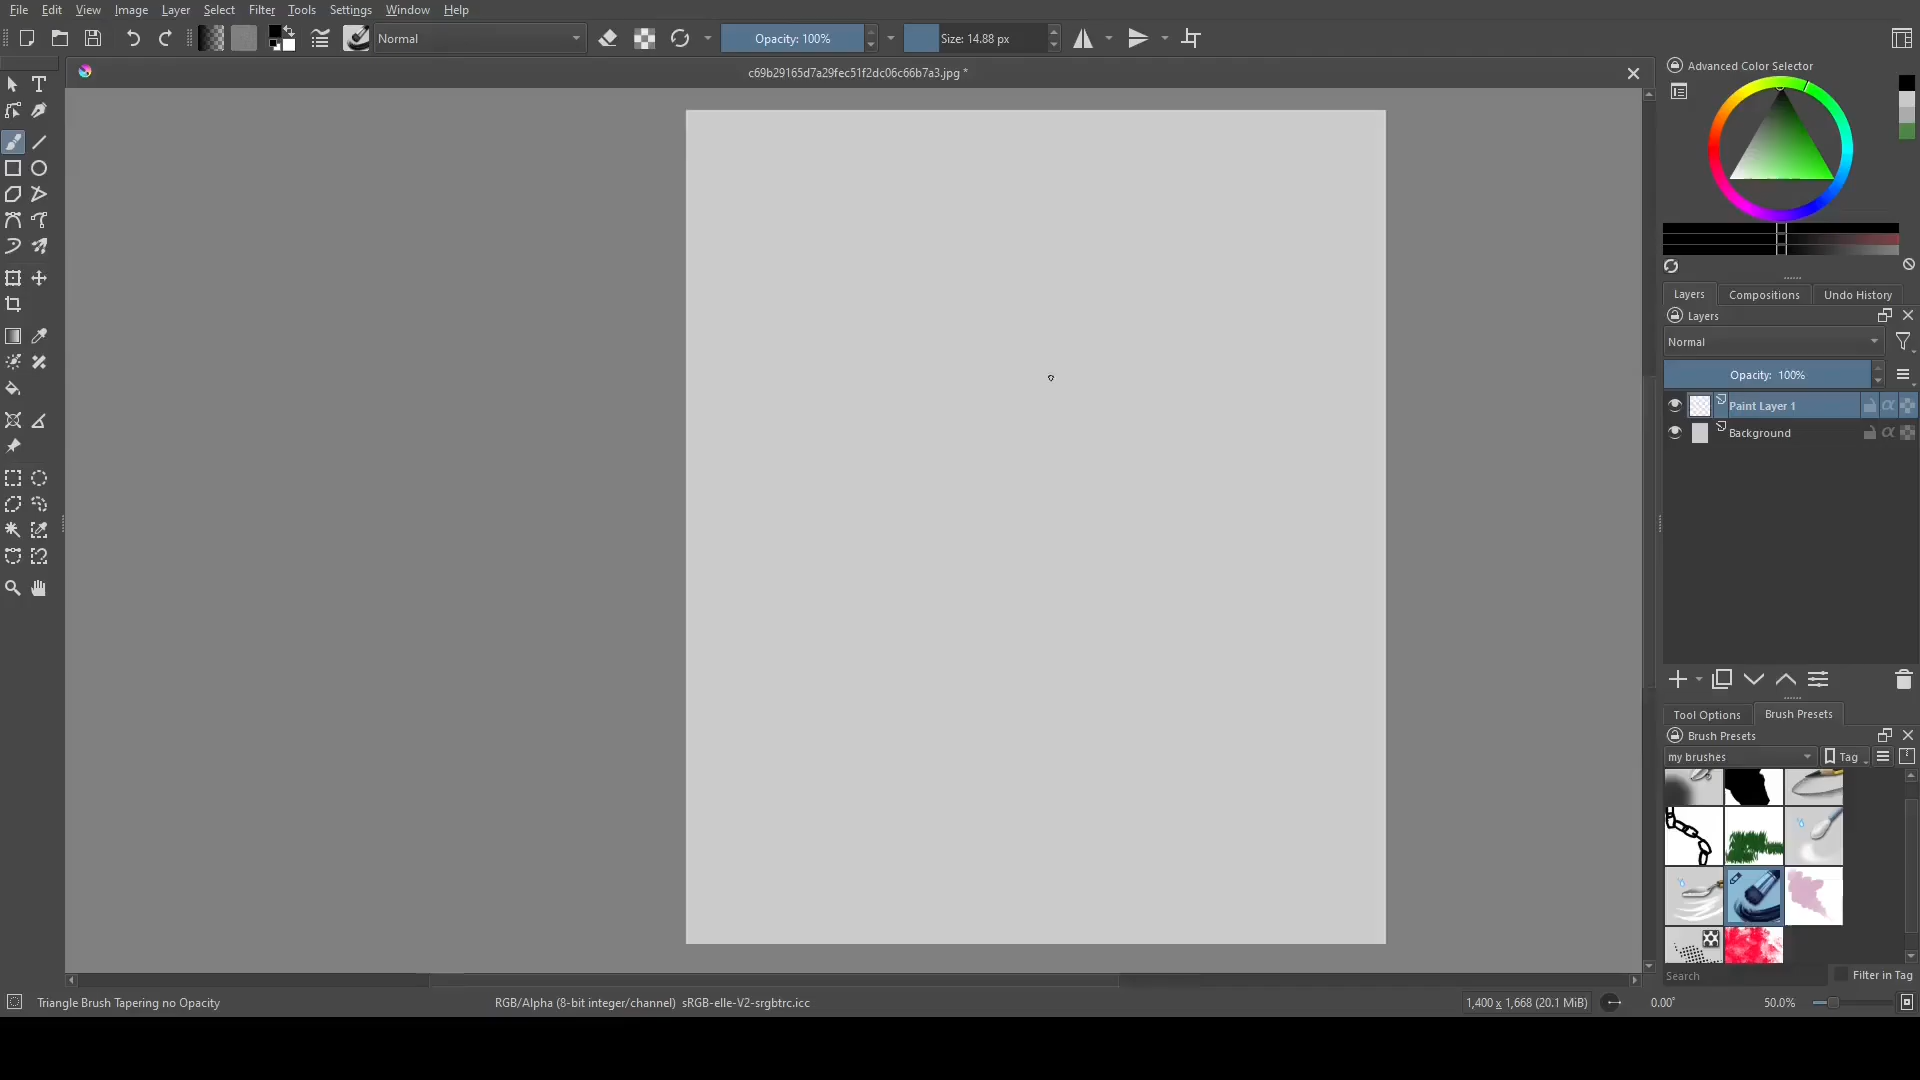 File Edit View Image Layer Select Filter Tools Settings Window Help
Normal Opacity: 100% Size: 14.88 px
c69b29165d7a29fec51f2dc06c66b7a3.jpg *
Advanced Color Selector
Layers Compositions Undo History
Layers
Normal
Opacity: 100%
Paint Layer 1
Background
Tool Options Brush Presets
Brush Presets
my brushes Tag
Search Filter in Tag
Triangle Brush Tapering no Opacity RGB/Alpha (8-bit integer/channel) sRGB-elle-V2-srgbtrc.icc 1,400 x 1,668 (20.1 MiB) 0.00° 50.0%